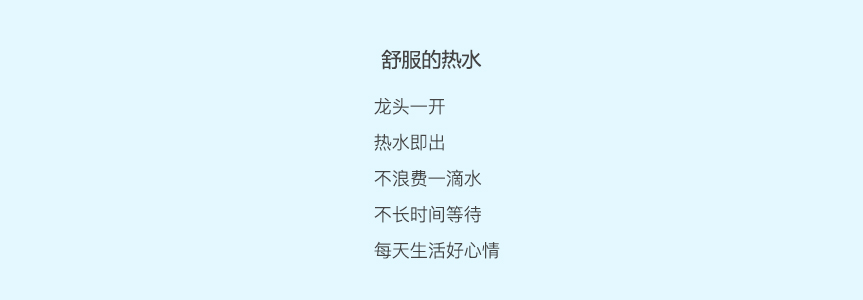 舒服的热水
龙头一开
热水即出
不浪费一滴水
不长时间等待
每天生活好心情